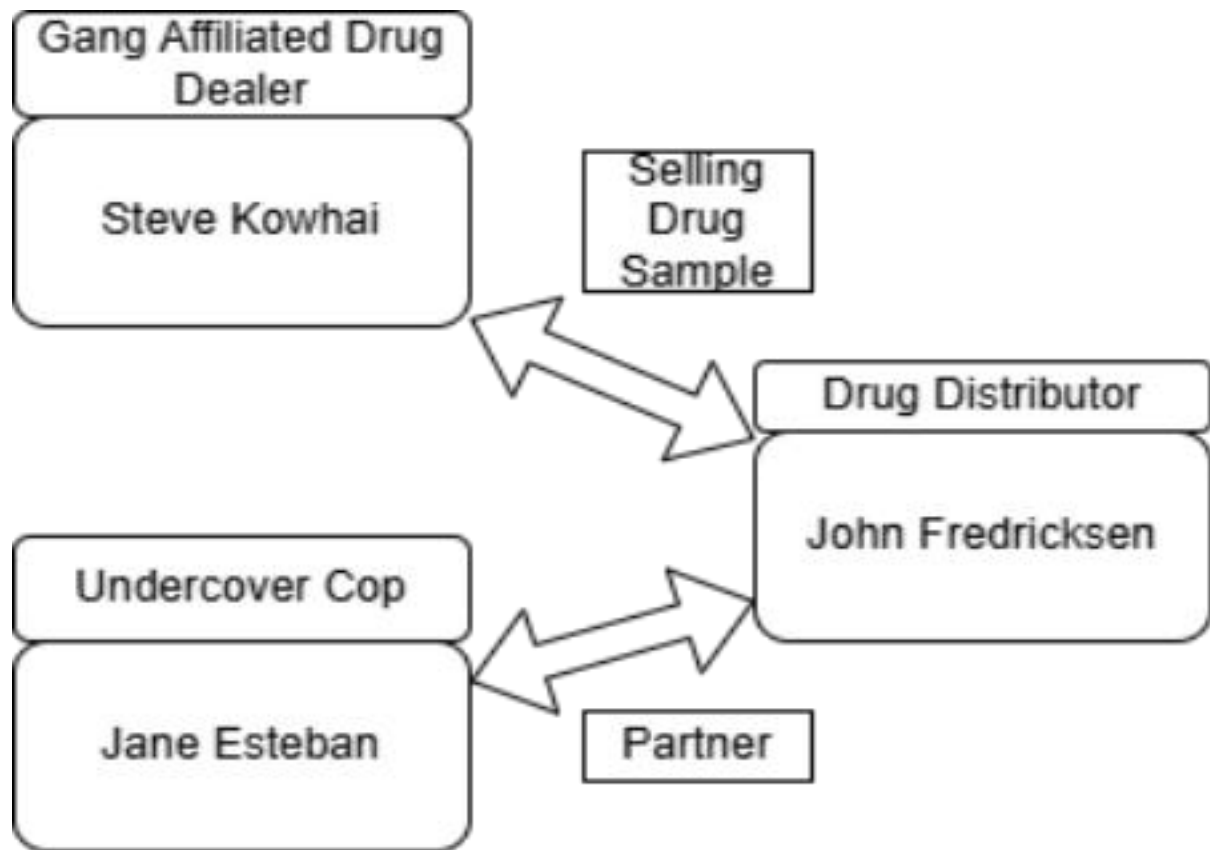 Gang Affiliated Drug
Dealer
Steve Kowhai
Selling
Drug
Sample
Drug Distributor
John Fredricksen
Undercover Cop
Jane Esteban
Partner